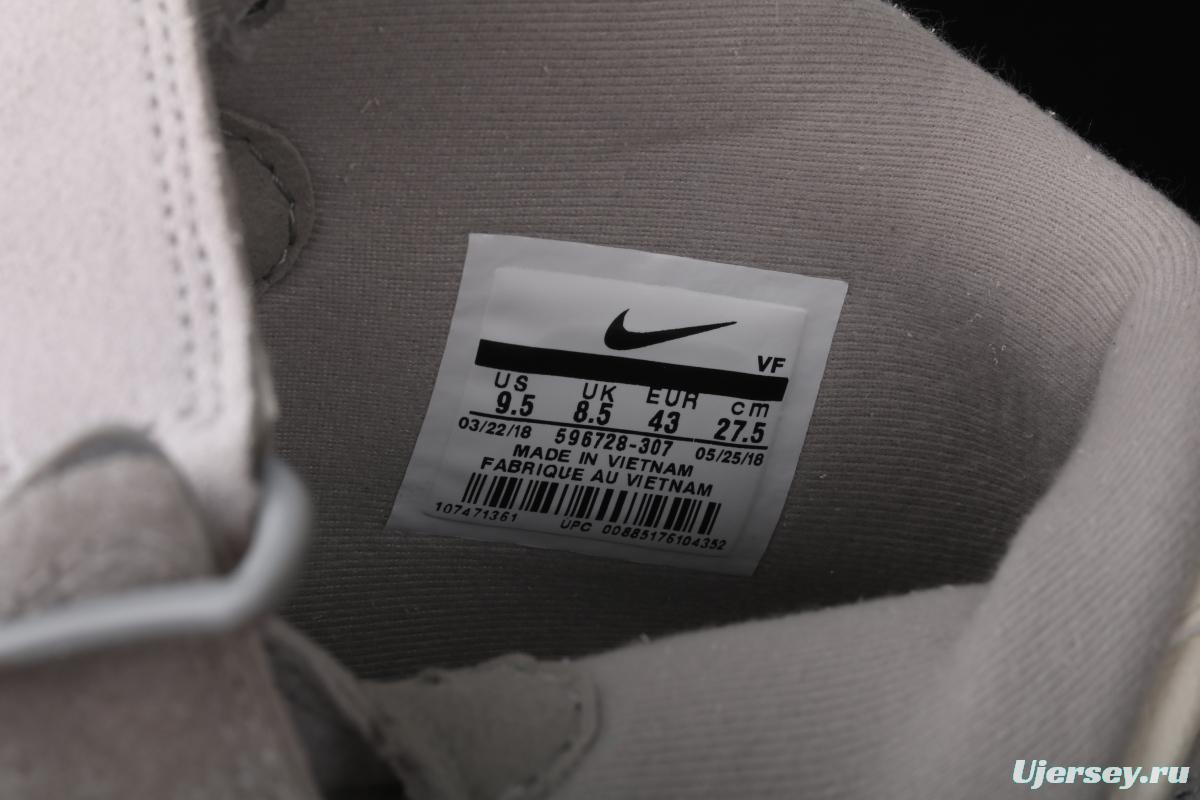 VF
US UK EUR cm
9.5 8.5 43 27.5
03/22/18 596728-307 05/25/18
MADE IN VIETNAM
FABRIQUE AU VIETNAM
107471361 UPC 00885176104352
Ujersey.ru